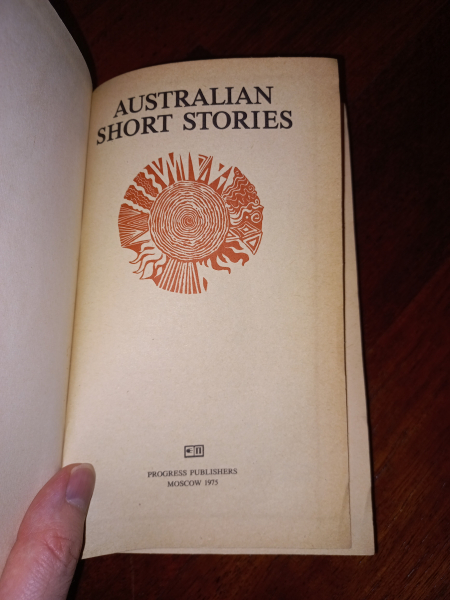 AUSTRALIAN
SHORT STORIES
PROGRESS PUBLISHERS
MOSCOW 1975